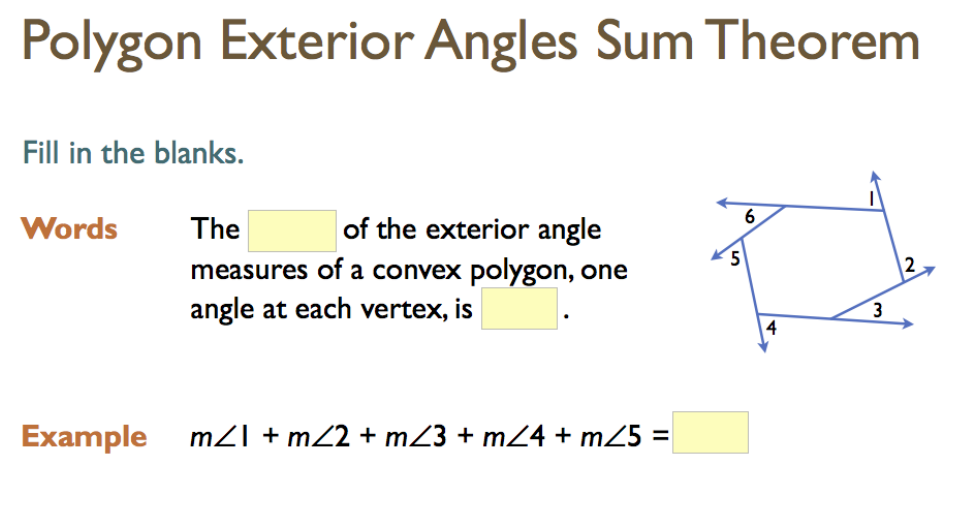 Polygon Exterior Angles Sum Theorem
Fill in the blanks.
Words
The of the exterior angle
measures of a convex polygon, one
angle at each vertex, is .
1
6
5
2
3
4
Example m∠1 + m∠2 + m∠3 + m∠4 + m∠5 =